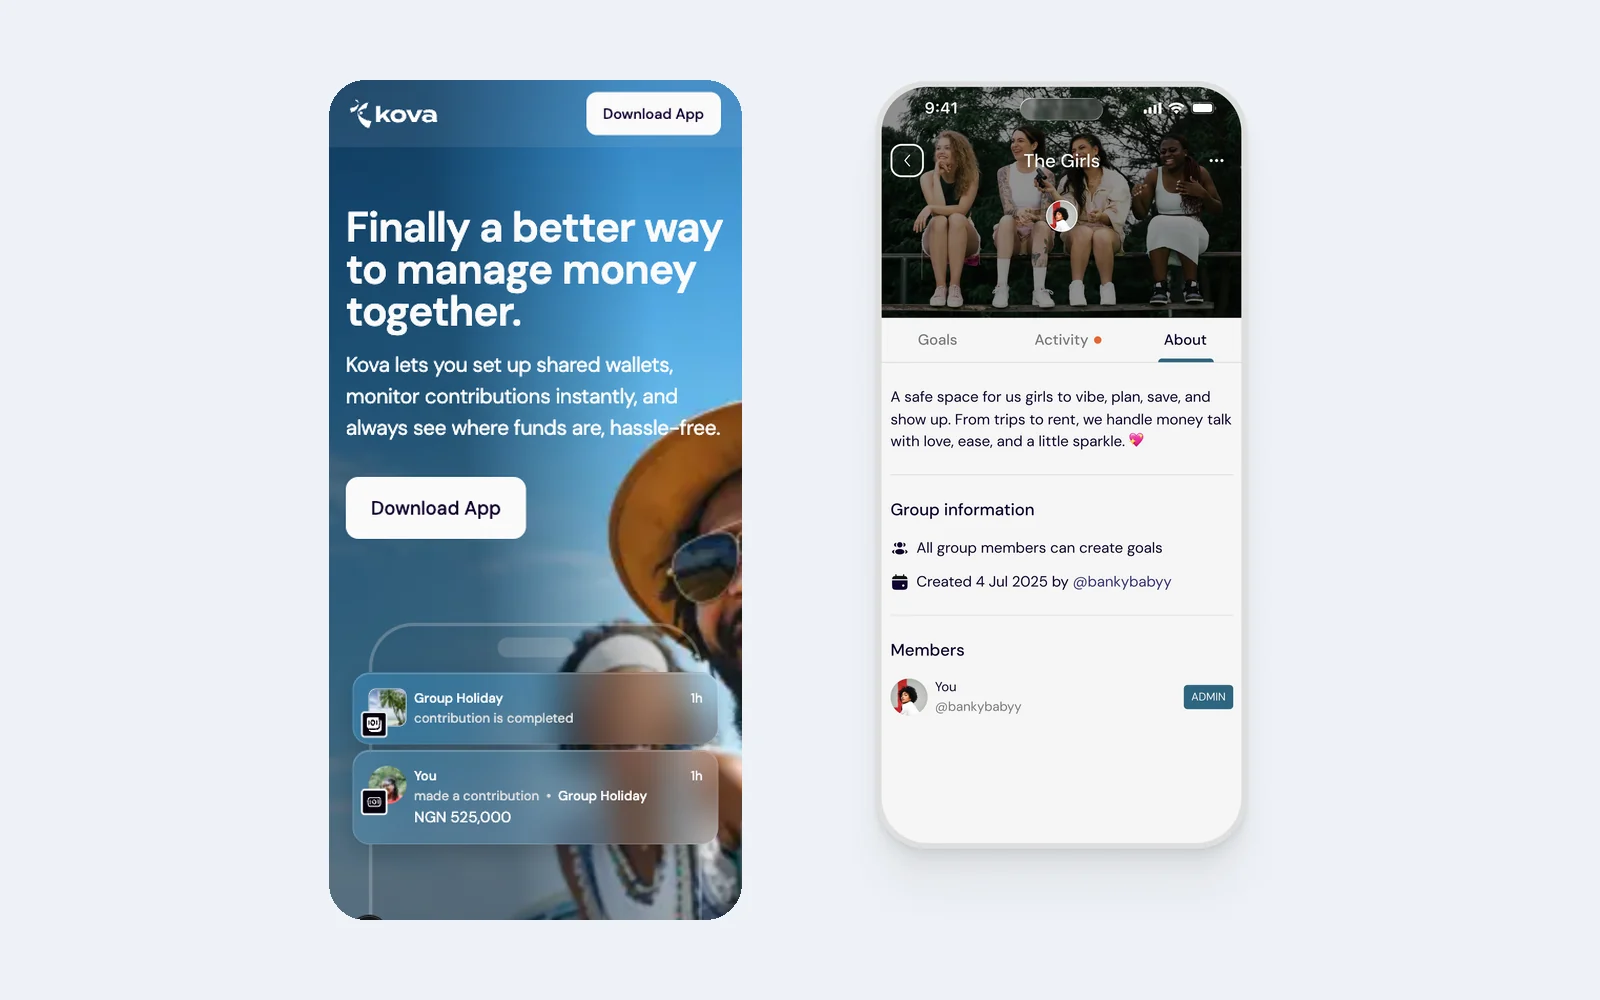 kova
Download App
Finally a better way
to manage money
together.
Kova lets you set up shared wallets,
monitor contributions instantly, and
always see where funds are, hassle-free.
Download App
Group Holiday
1h
contribution is completed
You
1h
made a contribution • Group Holiday
NGN 525,000
9:41
The Girls
Goals
Activity
About
A safe space for us girls to vibe, plan, save, and
show up. From trips to rent, we handle money talk
with love, ease, and a little sparkle. 💖
Group information
All group members can create goals
Created 4 Jul 2025 by @bankybabyy
Members
You
@bankybabyy
ADMIN